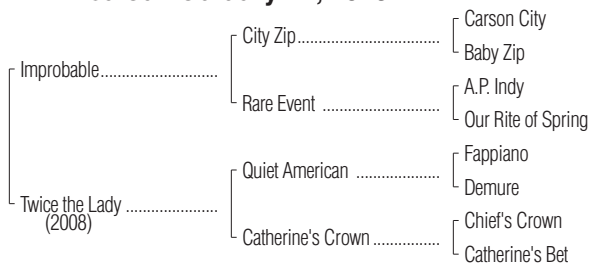 Carson City
City Zip
Baby Zip
Improbable
A.P. Indy
Rare Event
Our Rite of Spring
Fappiano
Quiet American
Demure
Twice the Lady
(2008)
Chief's Crown
Catherine's Crown
Catherine's Bet